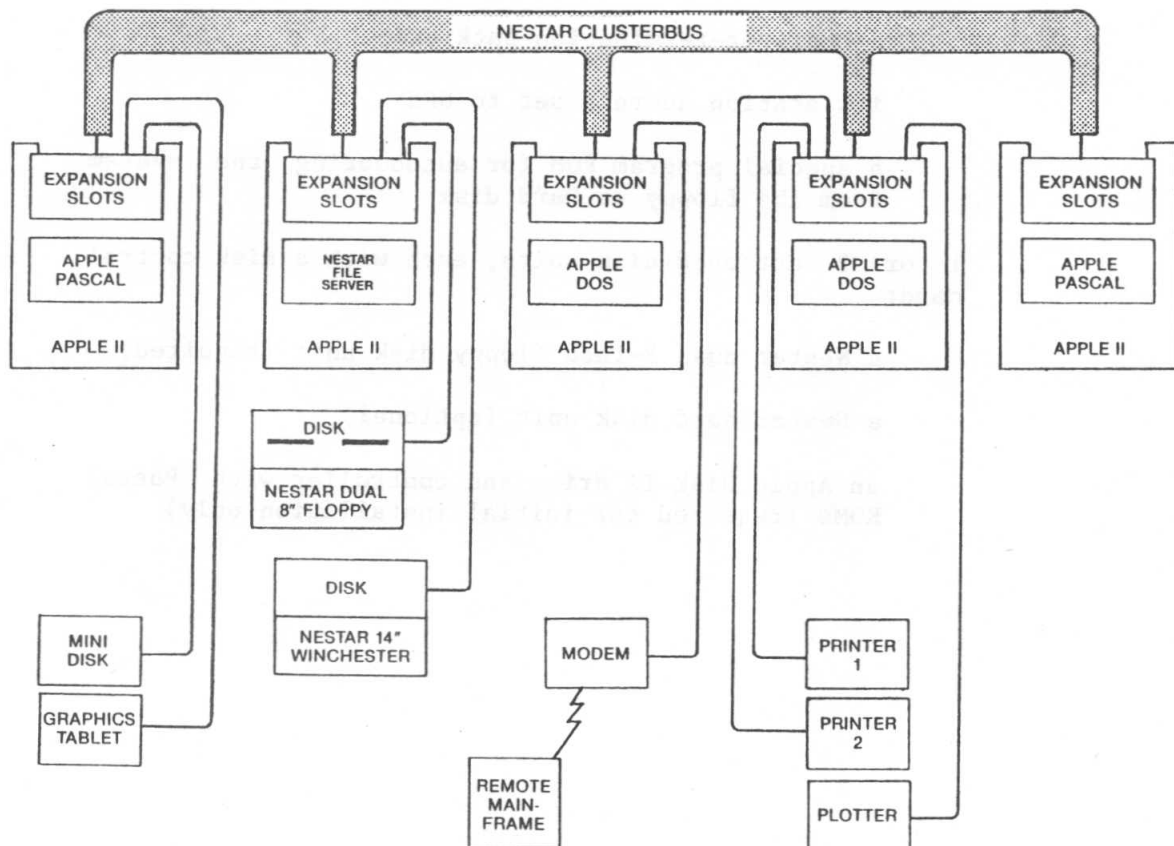 NESTAR CLUSTERBUS
EXPANSION
SLOTS
APPLE
PASCAL
APPLE II
EXPANSION
SLOTS
NESTAR
FILE
SERVER
APPLE II
EXPANSION
SLOTS
APPLE
DOS
APPLE II
EXPANSION
SLOTS
APPLE
DOS
APPLE II
EXPANSION
SLOTS
APPLE
PASCAL
APPLE II
DISK
NESTAR DUAL
8" FLOPPY
DISK
NESTAR 14"
WINCHESTER
MINI
DISK
GRAPHICS
TABLET
MODEM
REMOTE
MAIN-
FRAME
PRINTER
1
PRINTER
2
PLOTTER